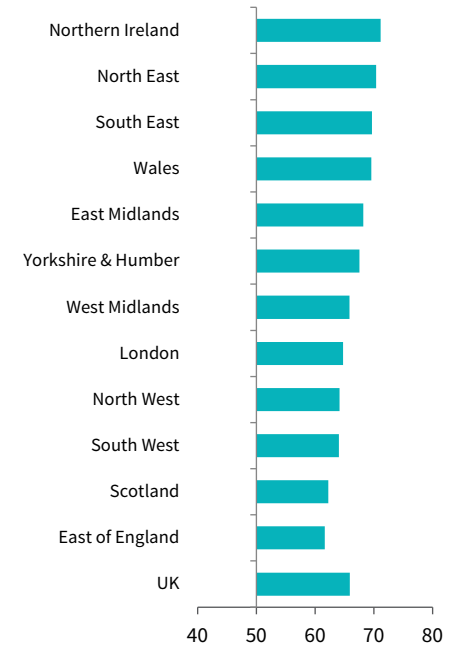 Northern Ireland
North East
South East
Wales
East Midlands
Yorkshire & Humber
West Midlands
London
North West
South West
Scotland
East of England
UK
40 50 60 70 80